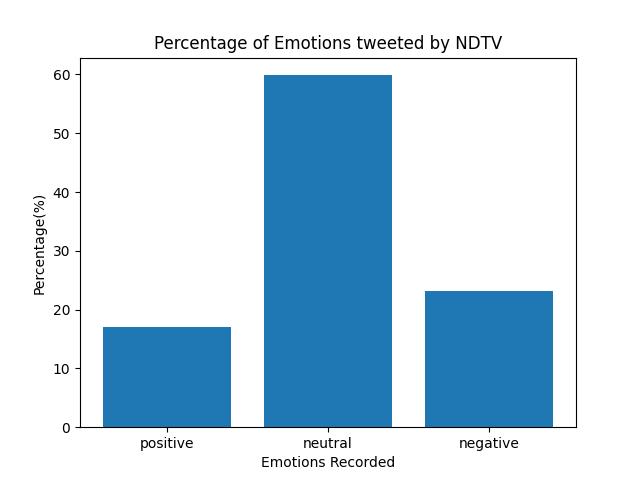 Percentage of Emotions tweeted by NDTV
60
50
40
30
20
10
0
Percentage(%)
positive neutral negative
Emotions Recorded